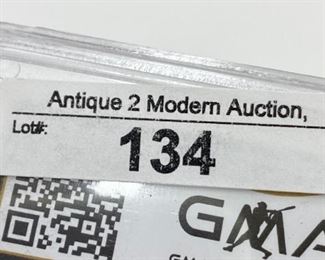 Antique 2 Modern Auction,
Lot#: 134
GMA